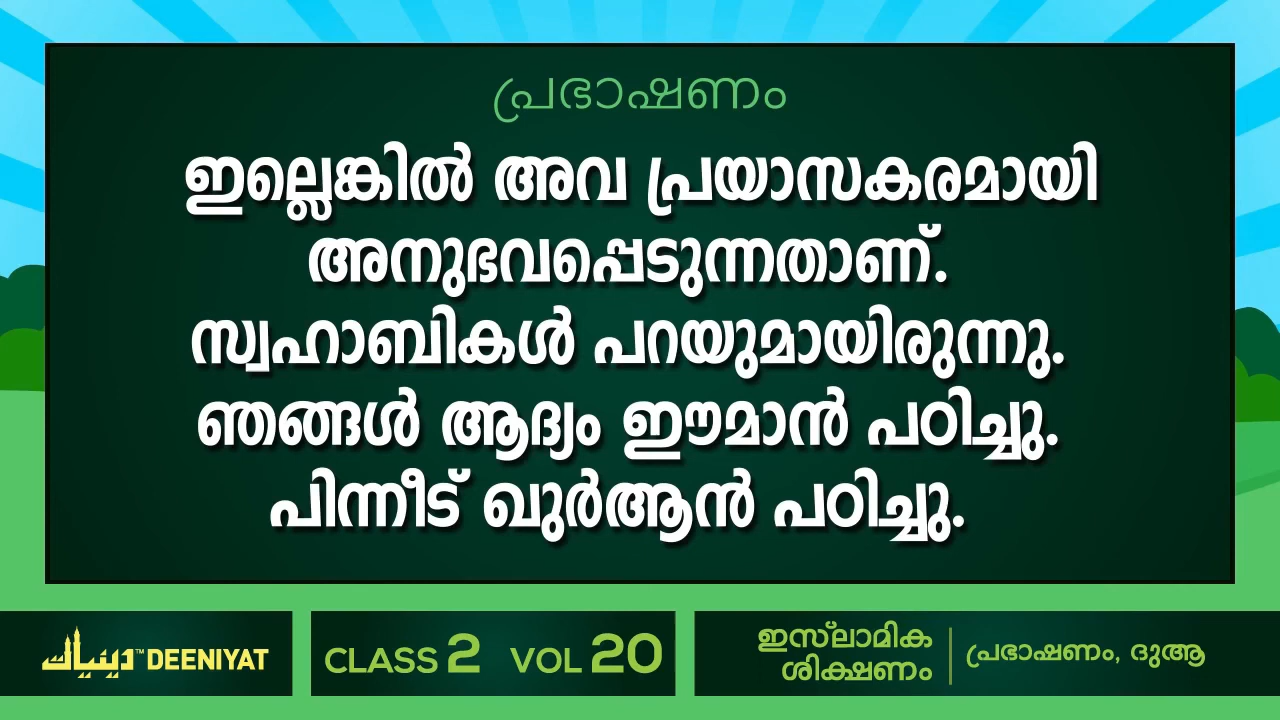 പ്രഭാഷണം
ഇല്ലെങ്കിൽ അവ പ്രയാസകരമായി
അനുഭവപ്പെടുന്നതാണ്.
സ്വഹാബികൾ പറയുമായിരുന്നു.
ഞങ്ങൾ ആദ്യം ഈമാൻ പഠിച്ചു.
പിന്നീട് ഖുർആൻ പഠിച്ചു.
دینیات™ DEENIYAT
CLASS 2 VOL 20
ഇസ്‌ലാമിക
ശിക്ഷണം
പ്രഭാഷണം, ദുആ